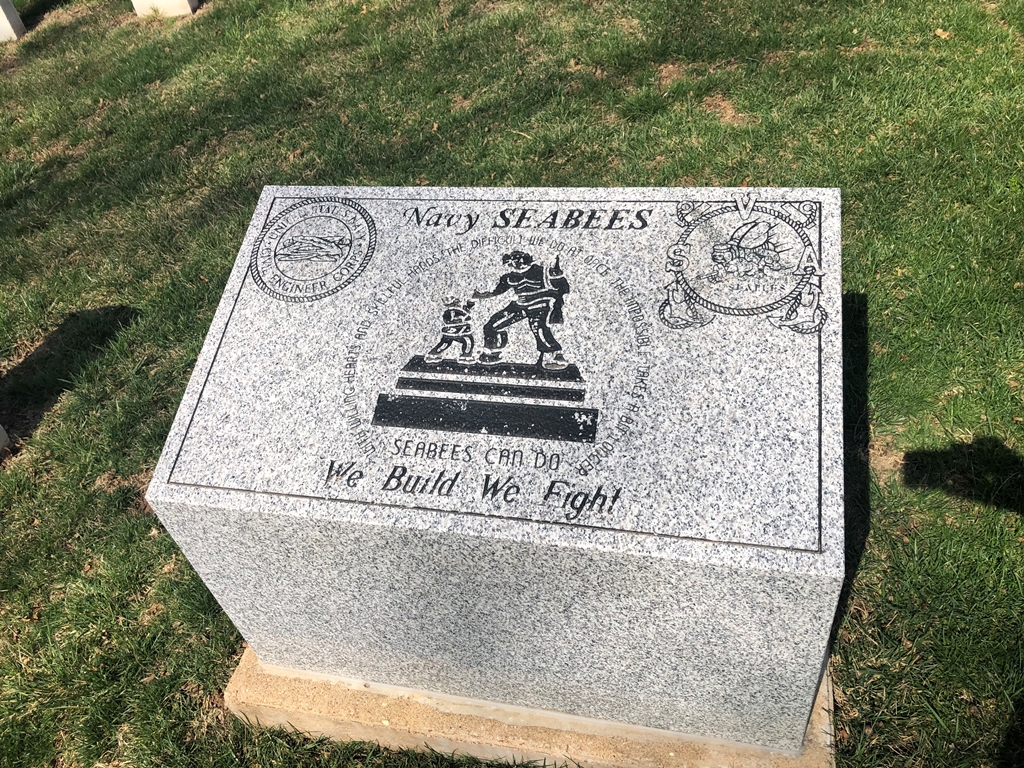 Navy SEABEES
UNITED STATES NAVY
CIVIL ENGINEER CORPS
V
S A
SEABEES
WITH WILLING HEARTS AND SKILLFUL HANDS THE DIFFICULT WE DO AT ONCE THE IMPOSSIBLE TAKES A BIT LONGER
SEABEES CAN DO
We Build We Fight